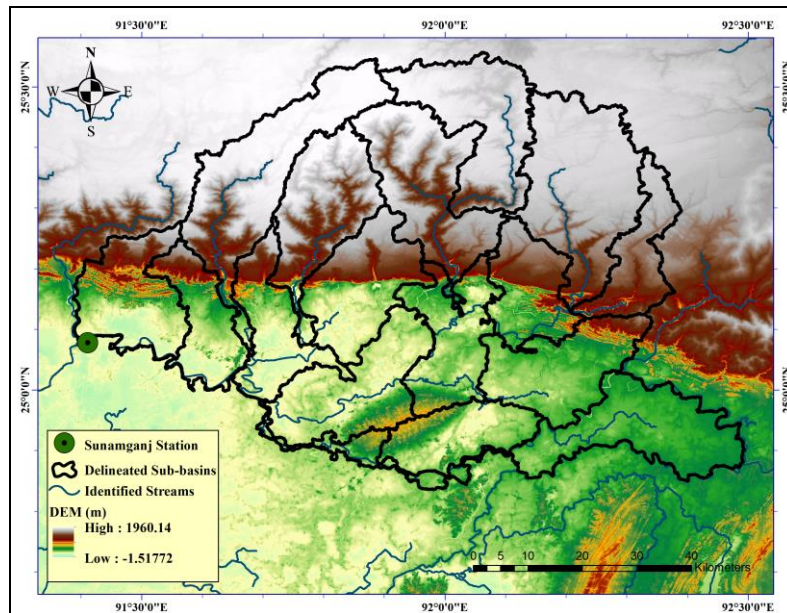 91°30'0"E 92°0'0"E 92°30'0"E
25°30'0"N
25°0'0"N
N
W E
S
25°30'0"N
25°0'0"N
Sunamganj Station
Delineated Sub-basins
Identified Streams
DEM (m)
High : 1960.14
Low : -1.51772
0 5 10 20 30 40
Kilometers
91°30'0"E 92°0'0"E 92°30'0"E